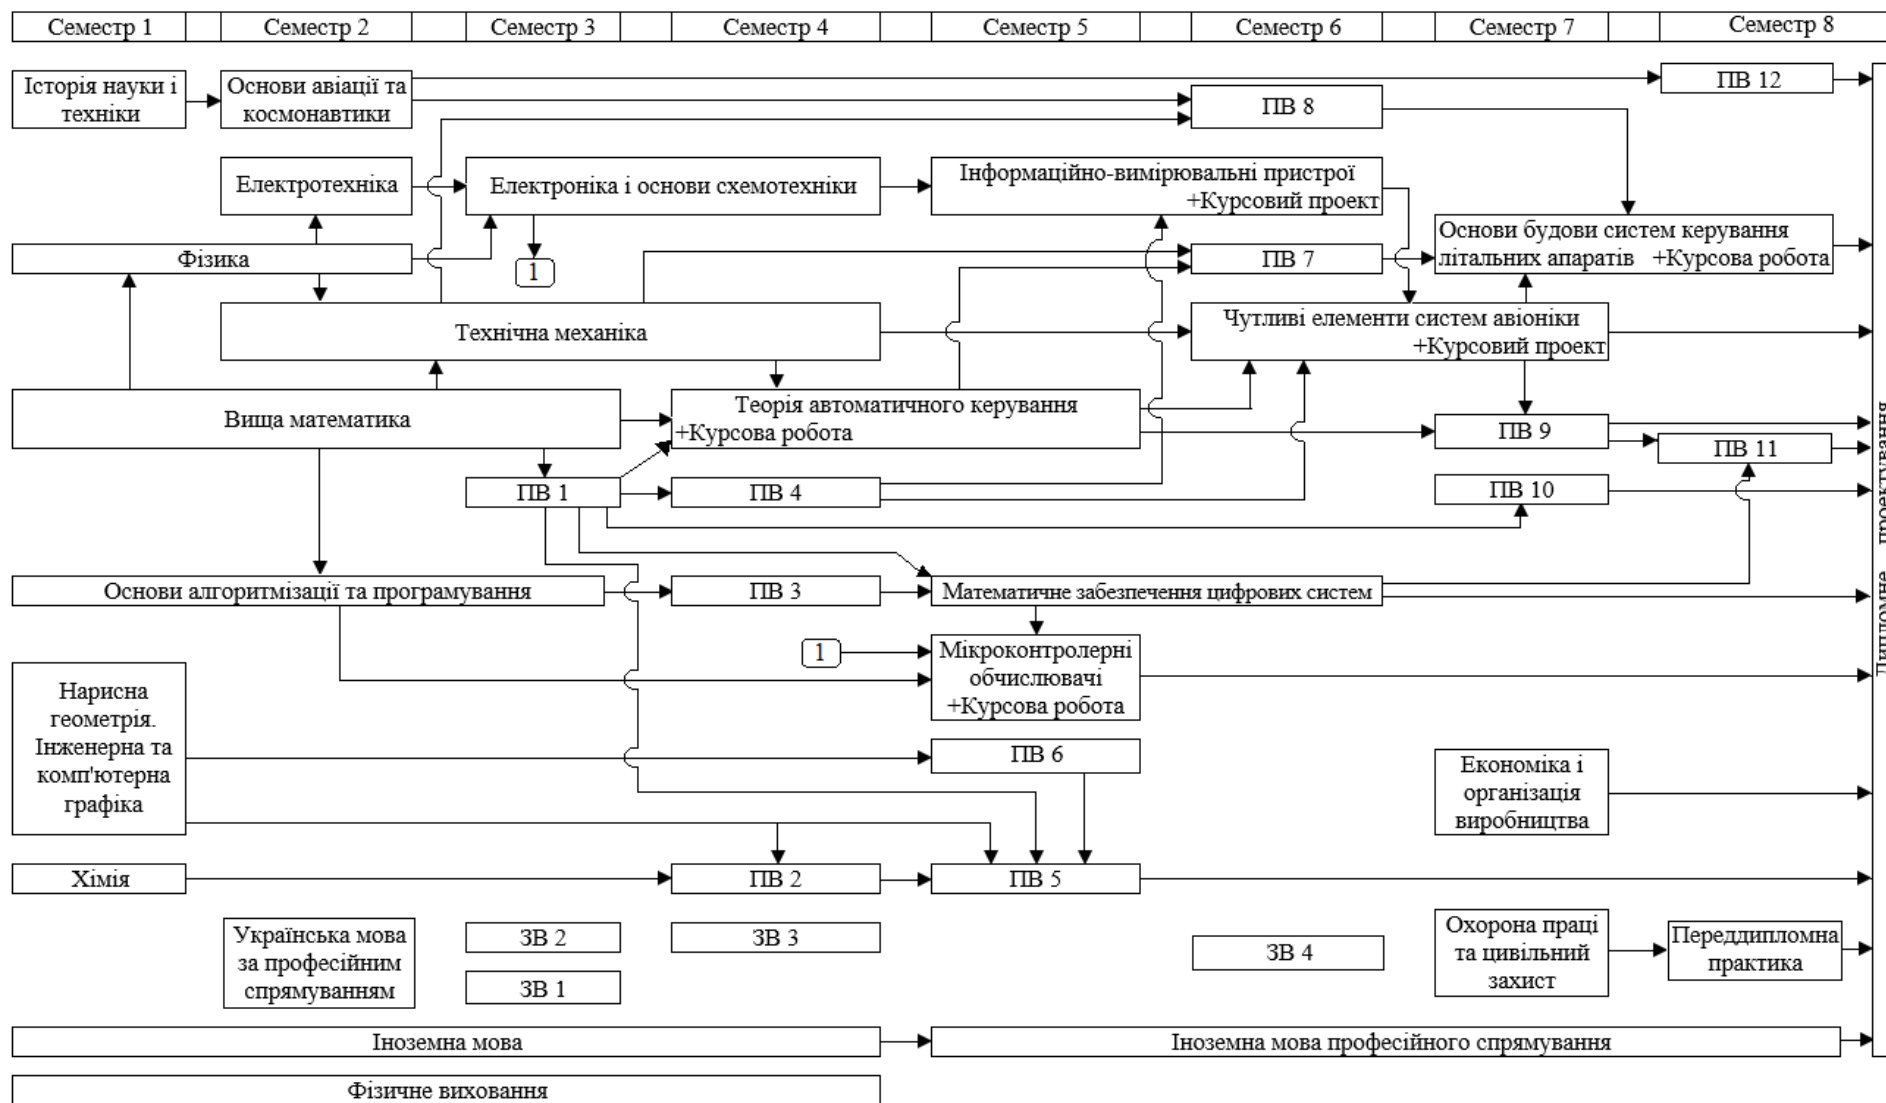 Семестр 1
Семестр 2
Семестр 3
Семестр 4
Семестр 5
Семестр 6
Семестр 7
Семестр 8
Історія науки і
техніки
Основи авіації та
космонавтики
ПВ 8
ПВ 12
Електротехніка
Електроніка і основи схемотехніки
Інформаційно-вимірювальні пристрої
+Курсовий проект
Основи будови систем керування
літальних апаратів +Курсова робота
Фізика
1
ПВ 7
Технічна механіка
Чутливі елементи систем авіоніки
+Курсовий проект
Вища математика
Теорія автоматичного керування
+Курсова робота
ПВ 9
ПВ 11
ПВ 1
ПВ 4
ПВ 10
Дипломне проектування
Основи алгоритмізації та програмування
ПВ 3
Математичне забезпечення цифрових систем
1
Мікроконтролерні
обчислювачі
+Курсова робота
Нарисна
геометрія.
Інженерна та
комп'ютерна
графіка
ПВ 6
Економіка і
організація
виробництва
Хімія
ПВ 2
ПВ 5
Українська мова
за професійним
спрямуванням
ЗВ 2
ЗВ 1
ЗВ 3
ЗВ 4
Охорона праці
та цивільний
захист
Переддипломна
практика
Іноземна мова
Іноземна мова професійного спрямування
Фізичне виховання